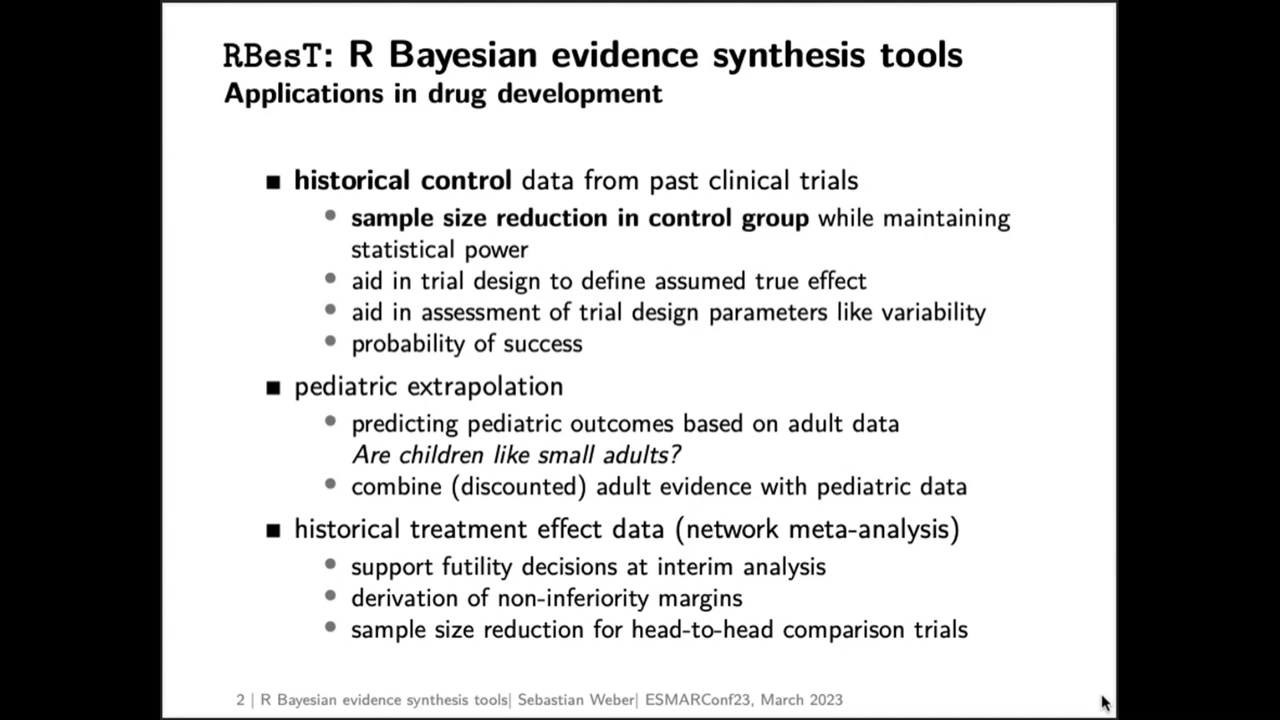 RBesT: R Bayesian evidence synthesis tools
Applications in drug development
■ historical control data from past clinical trials
• sample size reduction in control group while maintaining
statistical power
• aid in trial design to define assumed true effect
• aid in assessment of trial design parameters like variability
• probability of success
■ pediatric extrapolation
• predicting pediatric outcomes based on adult data
Are children like small adults?
• combine (discounted) adult evidence with pediatric data
■ historical treatment effect data (network meta-analysis)
• support futility decisions at interim analysis
• derivation of non-inferiority margins
• sample size reduction for head-to-head comparison trials
2 | R Bayesian evidence synthesis tools| Sebastian Weber| ESMARConf23, March 2023